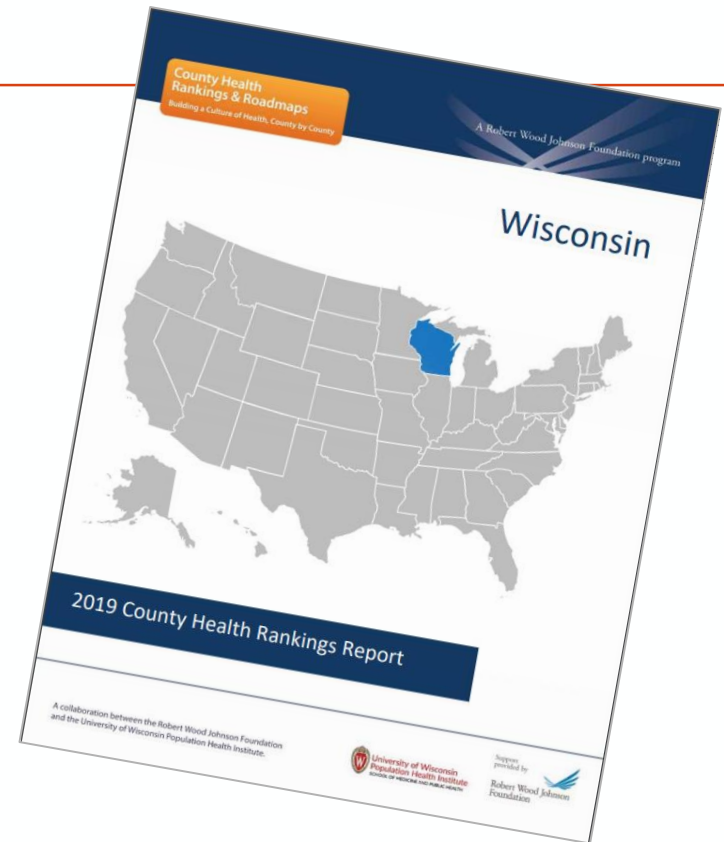 County Health
Rankings & Roadmaps
Building a Culture of Health, County by County
A Robert Wood Johnson Foundation program
Wisconsin
2019 County Health Rankings Report
A collaboration between the Robert Wood Johnson Foundation
and the University of Wisconsin Population Health Institute.
University of Wisconsin
Population Health Institute
SCHOOL OF MEDICINE AND PUBLIC HEALTH
Support
provided by
Robert Wood Johnson
Foundation